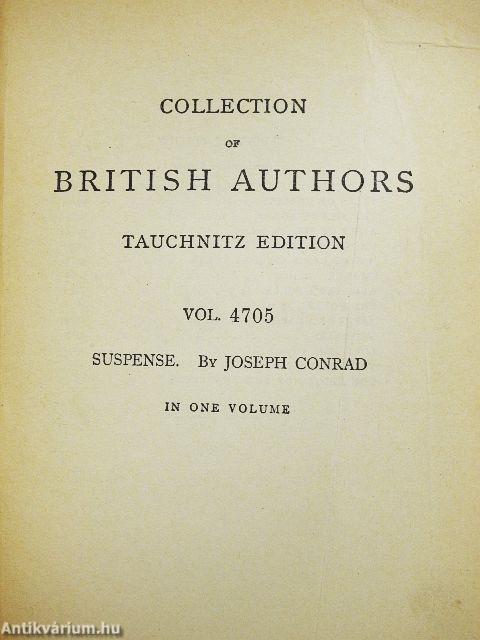 COLLECTION
OF
BRITISH AUTHORS
TAUCHNITZ EDITION
VOL. 4705
SUSPENSE. By JOSEPH CONRAD
IN ONE VOLUME
Antikvárium.hu